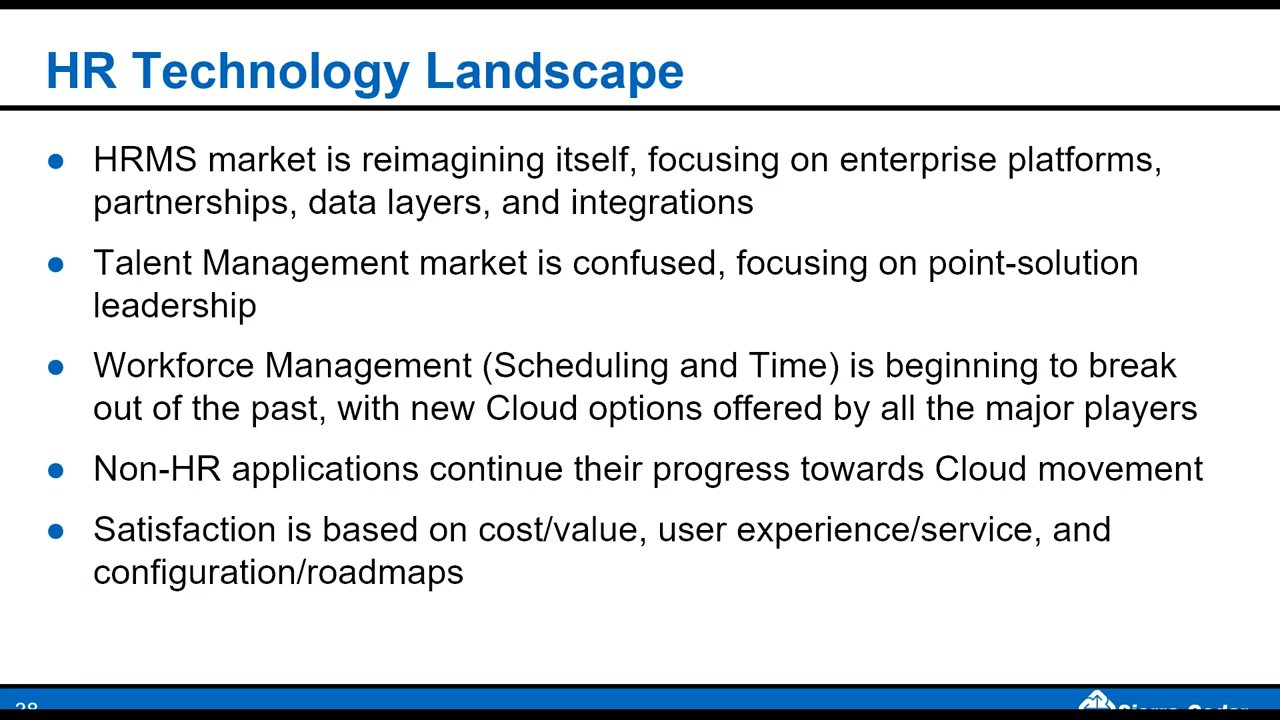 HR Technology Landscape
● HRMS market is reimagining itself, focusing on enterprise platforms,
partnerships, data layers, and integrations
● Talent Management market is confused, focusing on point-solution
leadership
● Workforce Management (Scheduling and Time) is beginning to break
out of the past, with new Cloud options offered by all the major players
● Non-HR applications continue their progress towards Cloud movement
● Satisfaction is based on cost/value, user experience/service, and
configuration/roadmaps